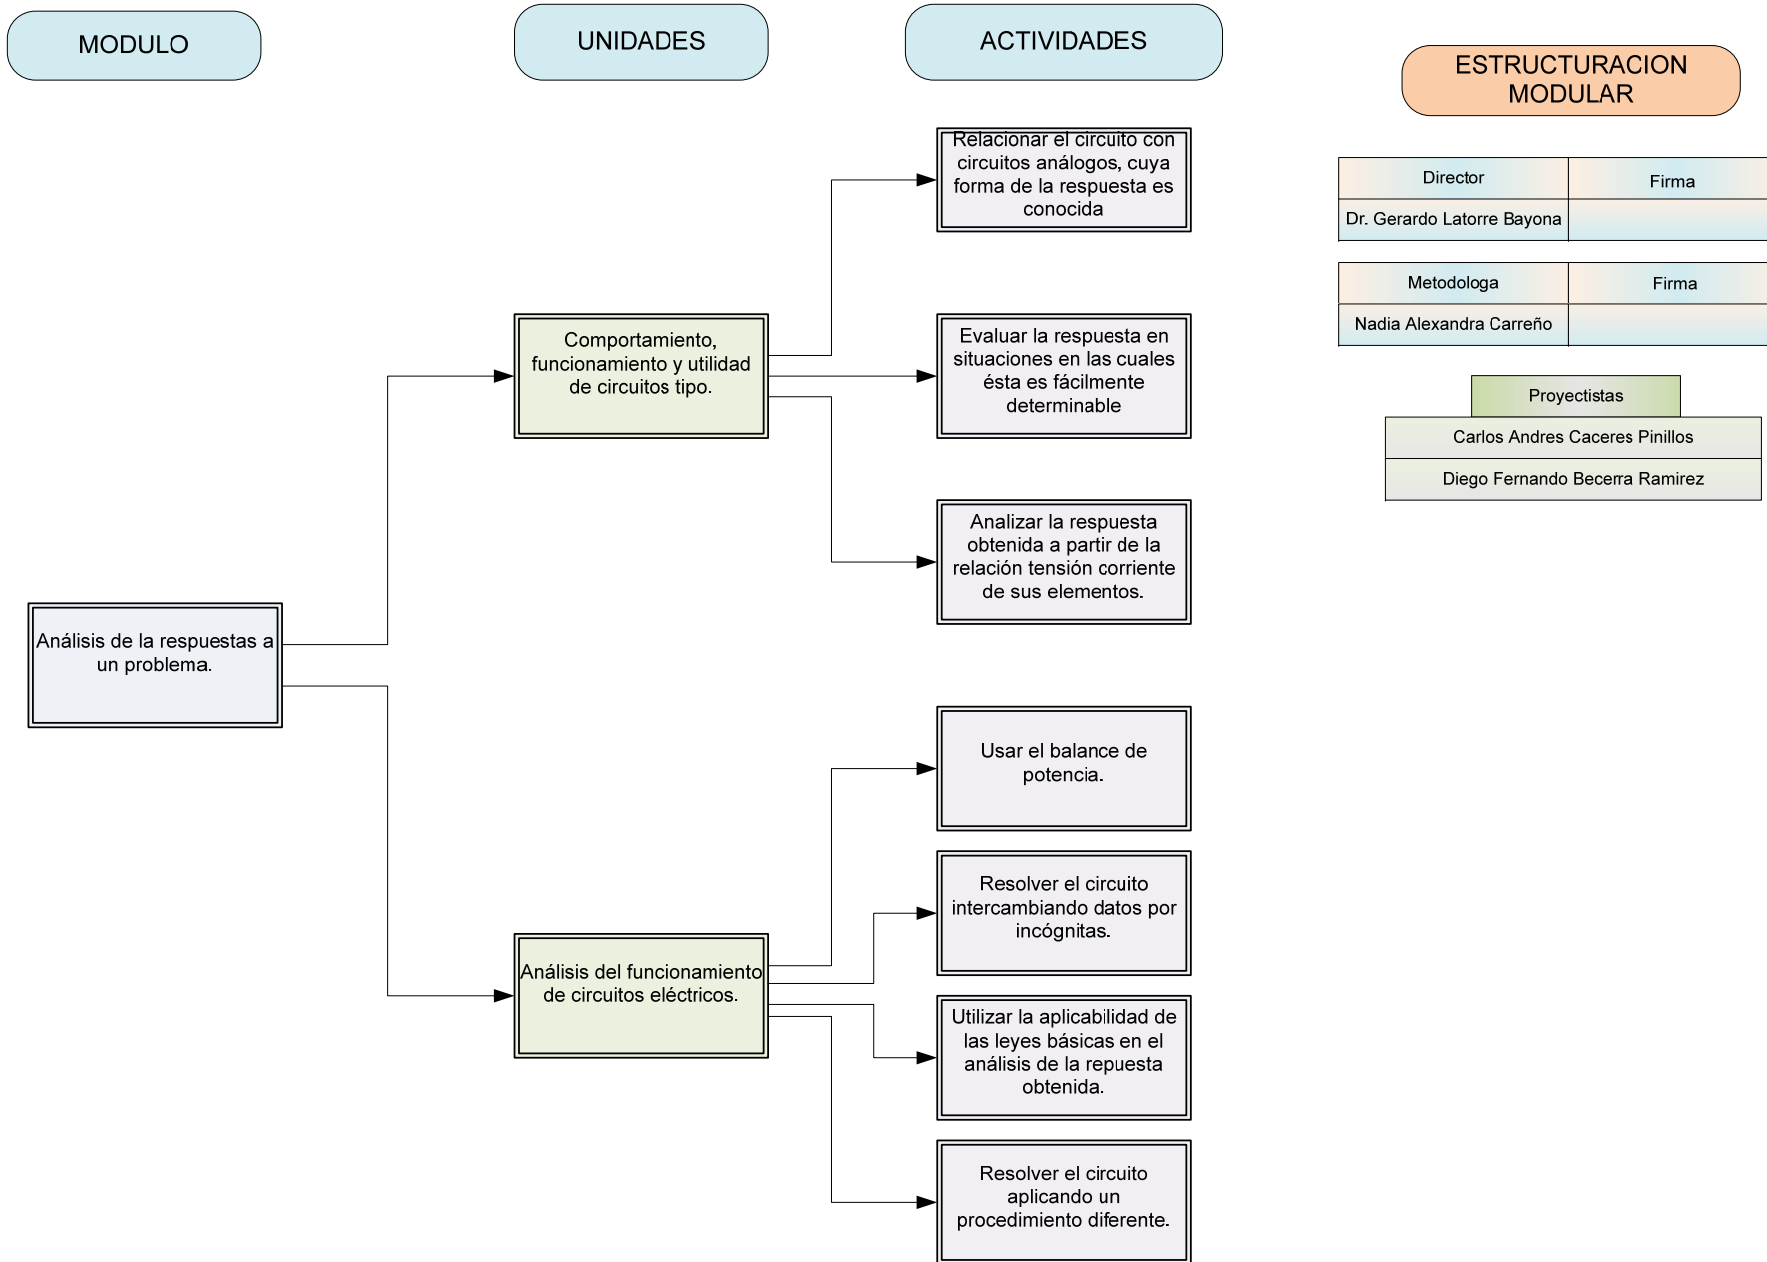 MODULO
UNIDADES
ACTIVIDADES
ESTRUCTURACION
MODULAR
Relacionar el circuito con
circuitos análogos, cuya
forma de la respuesta es
conocida
Director
Firma
Dr. Gerardo Latorre Bayona
Metodologa
Firma
Nadia Alexandra Carreño
Proyectistas
Carlos Andres Caceres Pinillos
Diego Fernando Becerra Ramirez
Comportamiento,
funcionamiento y utilidad
de circuitos tipo.
Evaluar la respuesta en
situaciones en las cuales
ésta es fácilmente
determinable
Analizar la respuesta
obtenida a partir de la
relación tensión corriente
de sus elementos.
Análisis de la respuestas a
un problema.
Usar el balance de
potencia.
Resolver el circuito
intercambiando datos por
incógnitas.
Análisis del funcionamiento
de circuitos eléctricos.
Utilizar la aplicabilidad de
las leyes básicas en el
análisis de la repuesta
obtenida.
Resolver el circuito
aplicando un
procedimiento diferente.